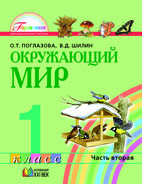 Гармония
О.Т. ПОГЛАЗОВА, В.Д. ШИЛИН
ОКРУЖАЮЩИЙ
МИР
1
класс
Часть вторая
АССОЦИАЦИЯ
XXI ВЕК